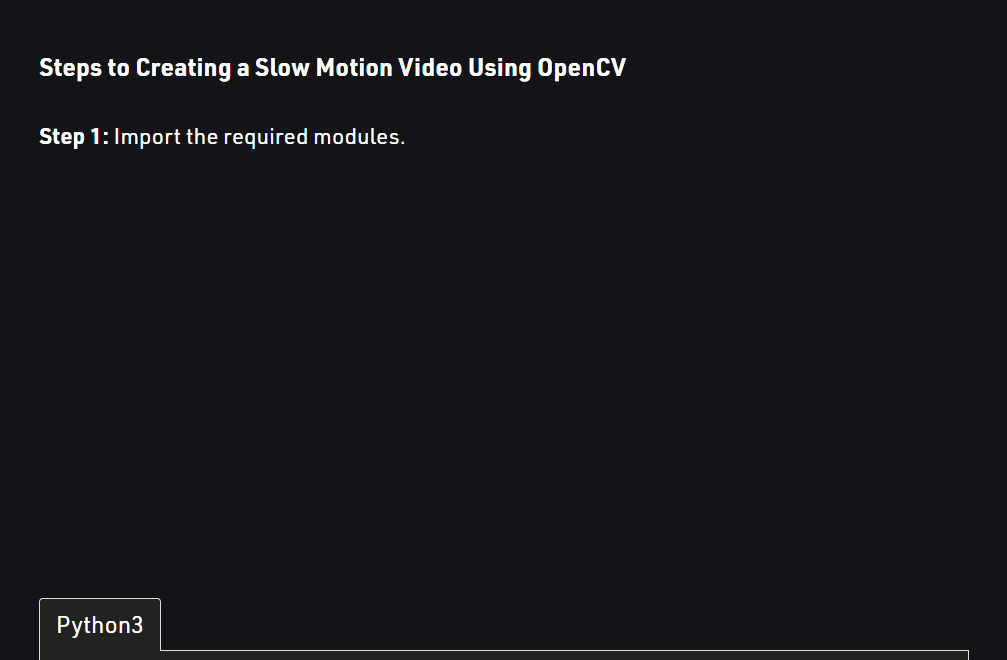 Steps to Creating a Slow Motion Video Using OpenCV
Step 1: Import the required modules.
Python3